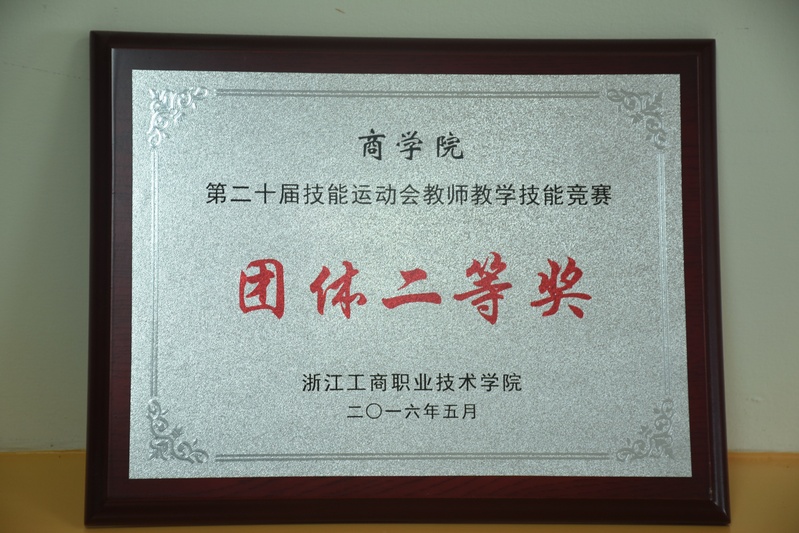 商学院
第二十届技能运动会教师教学技能竞赛
团体二等奖
浙江工商职业技术学院
二〇一六年五月